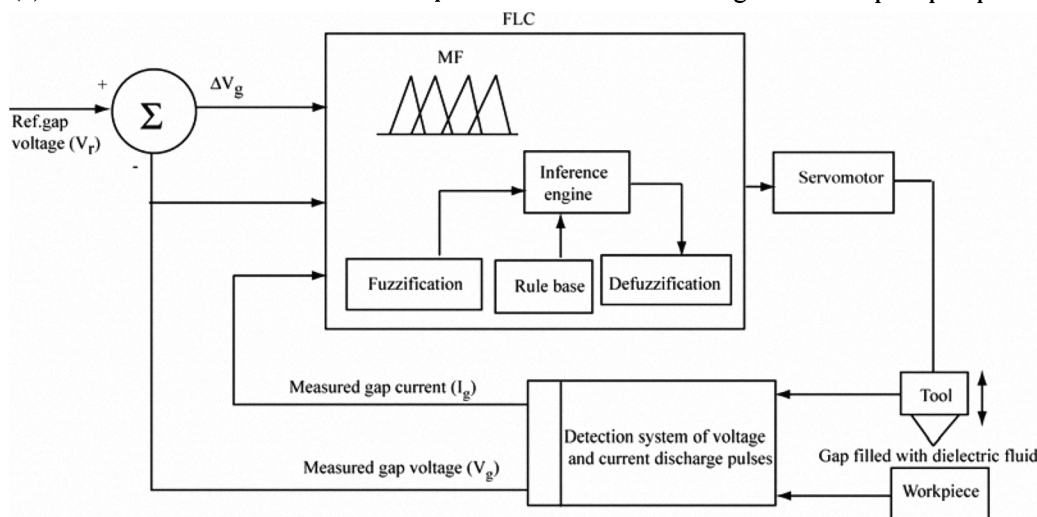 FLC
MF
+
ΔVg
Σ
Ref.gap
voltage (Vr)
-
Inference
engine
Servomotor
Fuzzification
Rule base
Defuzzification
Measured gap current (Ig)
Tool
Detection system of voltage
and current discharge pulses
Gap filled with dielectric fluid
Measured gap voltage (Vg)
Workpiece